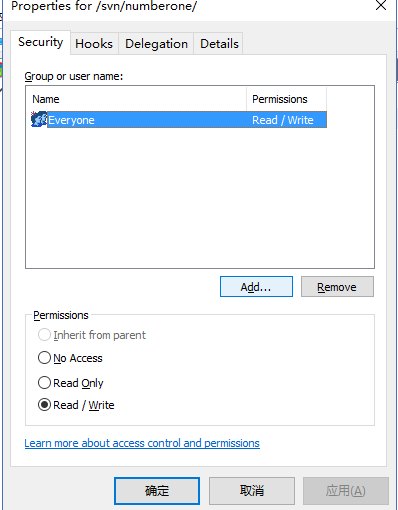 Properties for /svn/numberone/
Security Hooks Delegation Details
Group or user name:
Name Permissions
Everyone Read / Write
Add... Remove
Permissions
Inherit from parent
No Access
Read Only
Read / Write
Learn more about access control and permissions
确定 取消 应用(A)